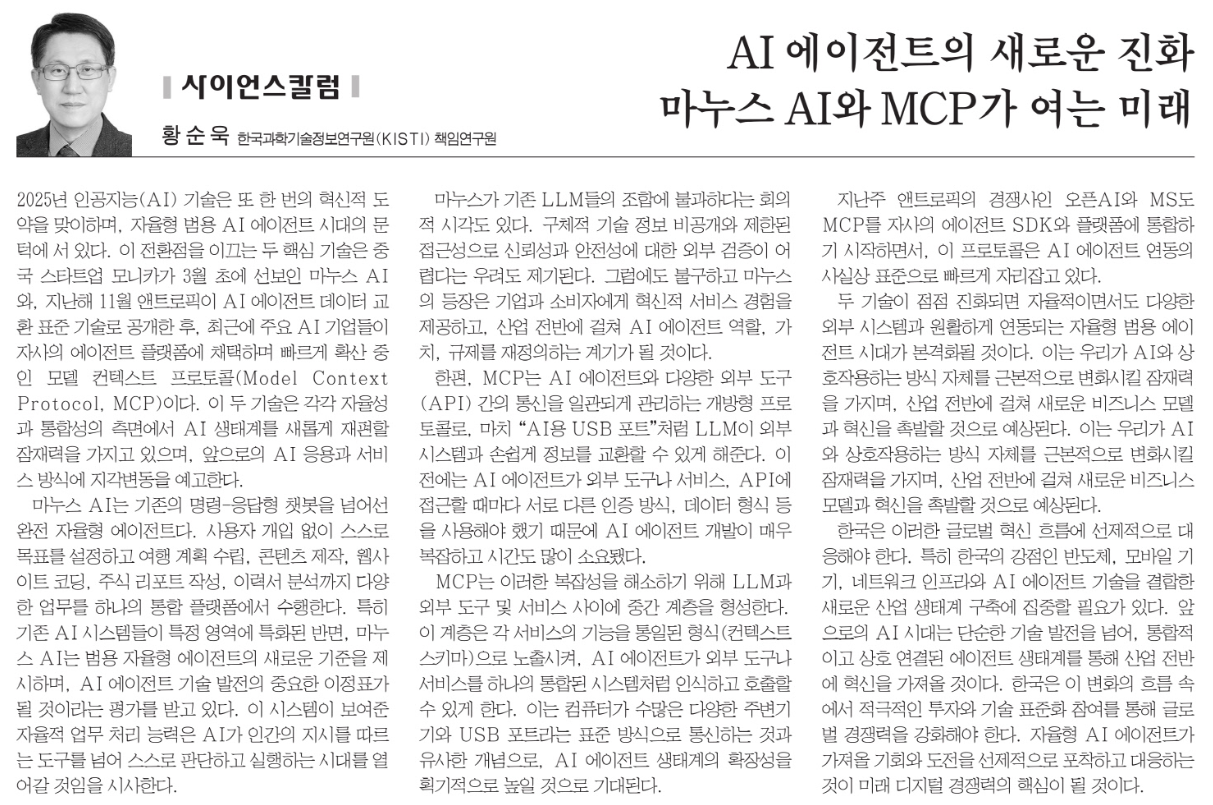 사이언스칼럼
황순욱 한국과학기술정보연구원(KISTI) 책임연구원
AI 에이전트의 새로운 진화
마누스 AI와 MCP가 여는 미래
2025년 인공지능(AI) 기술은 또 한 번의 혁신적 도
약을 맞이하며, 자율형 범용 AI 에이전트 시대의 문
턱에 서 있다. 이 전환점을 이끄는 두 핵심 기술은 중
국 스타트업 모니카가 3월 초에 선보인 마누스 AI
와, 지난해 11월 앤트로픽이 AI 에이전트 데이터 교
환 표준 기술로 공개한 후, 최근에 주요 AI 기업들이
자사의 에이전트 플랫폼에 채택하며 빠르게 확산 중
인 모델 컨텍스트 프로토콜(Model Context
Protocol, MCP)이다. 이 두 기술은 각각 자율성
과 통합성의 측면에서 AI 생태계를 새롭게 재편할
잠재력을 가지고 있으며, 앞으로의 AI 응용과 서비
스 방식에 지각변동을 예고한다.
마누스 AI는 기존의 명령-응답형 챗봇을 넘어선
완전 자율형 에이전트다. 사용자 개입 없이 스스로
목표를 설정하고 여행 계획 수립, 콘텐츠 제작, 웹사
이트 코딩, 주식 리포트 작성, 이력서 분석까지 다양
한 업무를 하나의 통합 플랫폼에서 수행한다. 특히
기존 AI 시스템들이 특정 영역에 특화된 반면, 마누
스 AI는 범용 자율형 에이전트의 새로운 기준을 제
시하며, AI 에이전트 기술 발전의 중요한 이정표가
될 것이라는 평가를 받고 있다. 이 시스템이 보여준
자율적 업무 처리 능력은 AI가 인간의 지시를 따르
는 도구를 넘어 스스로 판단하고 실행하는 시대를 열
어갈 것임을 시사한다.
마누스가 기존 LLM들의 조합에 불과하다는 회의
적 시각도 있다. 구체적 기술 정보 비공개와 제한된
접근성으로 신뢰성과 안전성에 대한 외부 검증이 어
렵다는 우려도 제기된다. 그럼에도 불구하고 마누스
의 등장은 기업과 소비자에게 혁신적 서비스 경험을
제공하고, 산업 전반에 걸쳐 AI 에이전트 역할, 가
치, 규제를 재정의하는 계기가 될 것이다.
한편, MCP는 AI 에이전트와 다양한 외부 도구
(API) 간의 통신을 일관되게 관리하는 개방형 프로
토콜로, 마치 “AI용 USB 포트”처럼 LLM이 외부
시스템과 손쉽게 정보를 교환할 수 있게 해준다. 이
전에는 AI 에이전트가 외부 도구나 서비스, API에
접근할 때마다 서로 다른 인증 방식, 데이터 형식 등
을 사용해야 했기 때문에 AI 에이전트 개발이 매우
복잡하고 시간도 많이 소요됐다.
MCP는 이러한 복잡성을 해소하기 위해 LLM과
외부 도구 및 서비스 사이에 중간 계층을 형성한다.
이 계층은 각 서비스의 기능을 통일된 형식(컨텍스트
스키마)으로 노출시켜, AI 에이전트가 외부 도구나
서비스를 하나의 통합된 시스템처럼 인식하고 호출할
수 있게 한다. 이는 컴퓨터가 수많은 다양한 주변기
기와 USB 포트라는 표준 방식으로 통신하는 것과
유사한 개념으로, AI 에이전트 생태계의 확장성을
획기적으로 높일 것으로 기대된다.
지난주 앤트로픽의 경쟁사인 오픈AI와 MS도
MCP를 자사의 에이전트 SDK와 플랫폼에 통합하
기 시작하면서, 이 프로토콜은 AI 에이전트 연동의
사실상 표준으로 빠르게 자리잡고 있다.
두 기술이 점점 진화되면 자율적이면서도 다양한
외부 시스템과 원활하게 연동되는 자율형 범용 에이
전트 시대가 본격화될 것이다. 이는 우리가 AI와 상
호작용하는 방식 자체를 근본적으로 변화시킬 잠재력
을 가지며, 산업 전반에 걸쳐 새로운 비즈니스 모델
과 혁신을 촉발할 것으로 예상된다. 이는 우리가 AI
와 상호작용하는 방식 자체를 근본적으로 변화시킬
잠재력을 가지며, 산업 전반에 걸쳐 새로운 비즈니스
모델과 혁신을 촉발할 것으로 예상된다.
한국은 이러한 글로벌 혁신 흐름에 선제적으로 대
응해야 한다. 특히 한국의 강점인 반도체, 모바일 기
기, 네트워크 인프라와 AI 에이전트 기술을 결합한
새로운 산업 생태계 구축에 집중할 필요가 있다. 앞
으로의 AI 시대는 단순한 기술 발전을 넘어, 통합적
이고 상호 연결된 에이전트 생태계를 통해 산업 전반
에 혁신을 가져올 것이다. 한국은 이 변화의 흐름 속
에서 적극적인 투자와 기술 표준화 참여를 통해 글로
벌 경쟁력을 강화해야 한다. 자율형 AI 에이전트가
가져올 기회와 도전을 선제적으로 포착하고 대응하는
것이 미래 디지털 경쟁력의 핵심이 될 것이다.